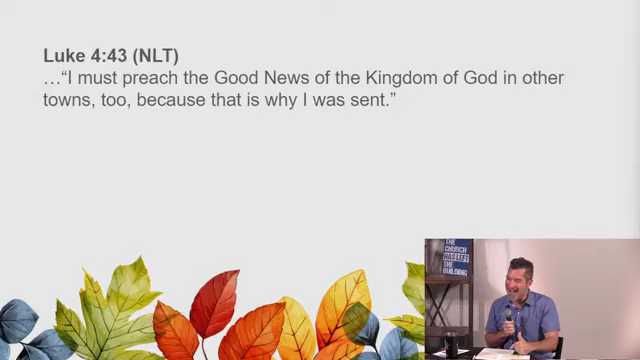 Luke 4:43 (NLT)
…“I must preach the Good News of the Kingdom of God in other
towns, too, because that is why I was sent.”
THE
CHURCH
HAS LEFT
THE
BUILDING